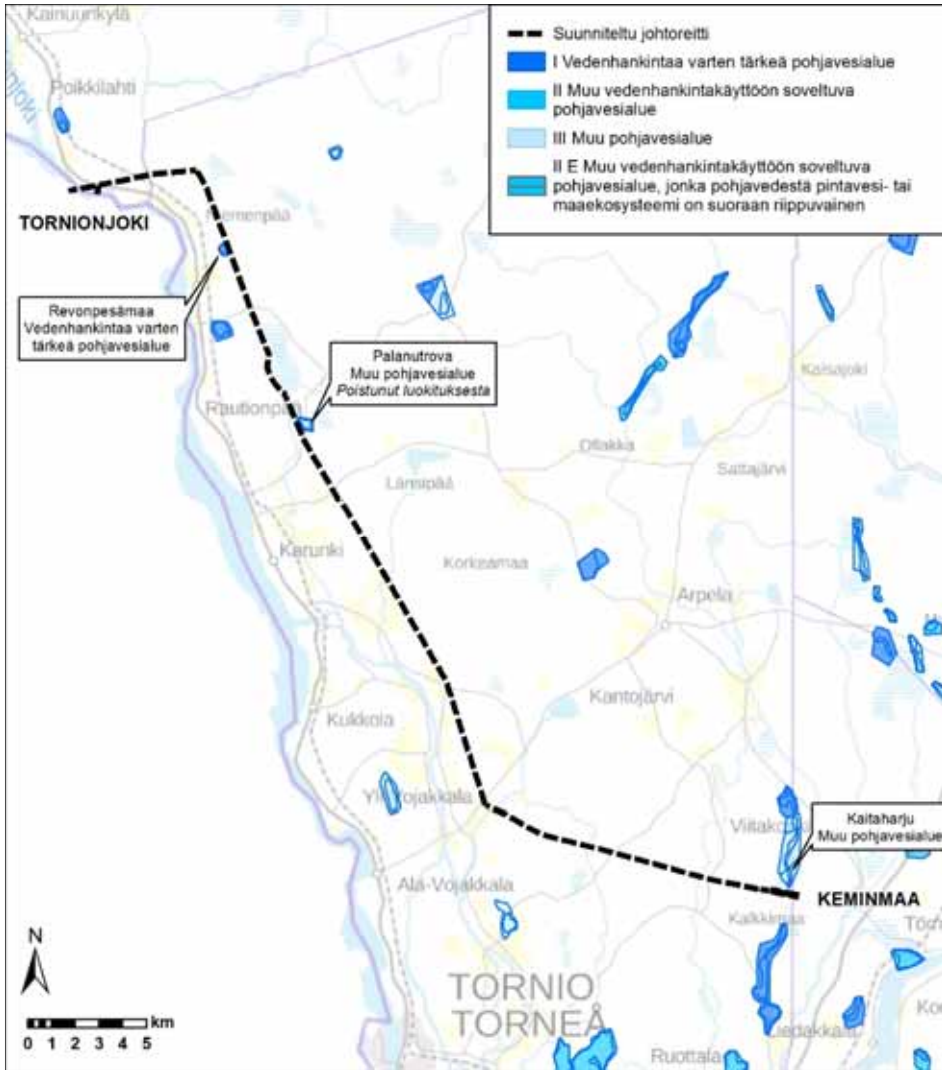 Kainuunkylä
Poikkilahti
Suunniteltu johtoreitti
I Vedenhankintaa varten tärkeä pohjavesialue
II Muu vedenhankintakäyttöön soveltuva
pohjavesialue
III Muu pohjavesialue
II E Muu vedenhankintakäyttöön soveltuva
pohjavesialue, jonka pohjavedestä pintavesi- tai
maaekosysteemi on suoraan riippuvainen
TORNIONJOKI
Revonpesämaa
Vedenhankintaa varten
tärkeä pohjavesialue
Palanutrova
Muu pohjavesialue
Poistunut luokituksesta
Kaisajoki
Ollakka
Sattajärvi
Länsipää
Karunki
Korkeamaa
Arpela
Kantojärvi
Kukkola
Kaitaharju
Muu pohjavesialue
Ala-Vojakkala
KEMINMAA
Kalkkimaa
TORNIO
TORNEÅ
Liedakkala
Ruottala
N
km
0 1 2 3 4 5